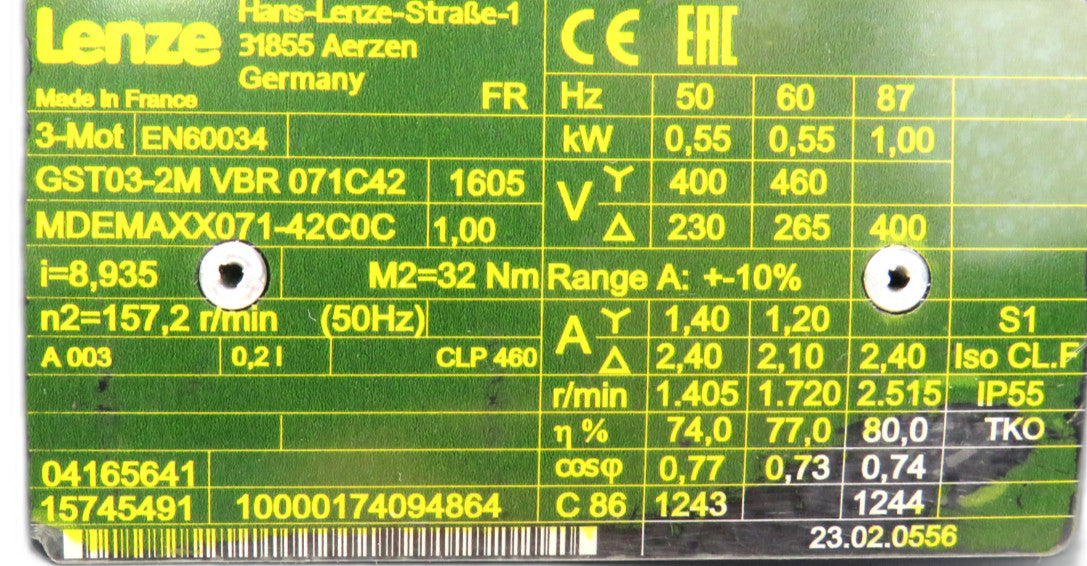 Lenze
Hans-Lenze-Straße-1
31855 Aerzen
Germany
Made in France FR
3-Mot EN60034
GST03-2M VBR 071C42 1605
MDEMAXX071-42C0C 1,00
i=8,935 M2=32 Nm
n2=157,2 r/min (50Hz)
A 003 0,2 l CLP 460
04165641
15745491 10000174094864
CE EAC
Hz 50 60 87
kW 0,55 0,55 1,00
V Y 400 460
Δ 230 265 400
Range A: +-10%
A Y 1,40 1,20 S1
Δ 2,40 2,10 2,40 Iso CL.F
r/min 1.405 1.720 2.515 IP55
η % 74,0 77,0 80,0 TKO
cosφ 0,77 0,73 0,74
C 86 1243 1244
23.02.0556